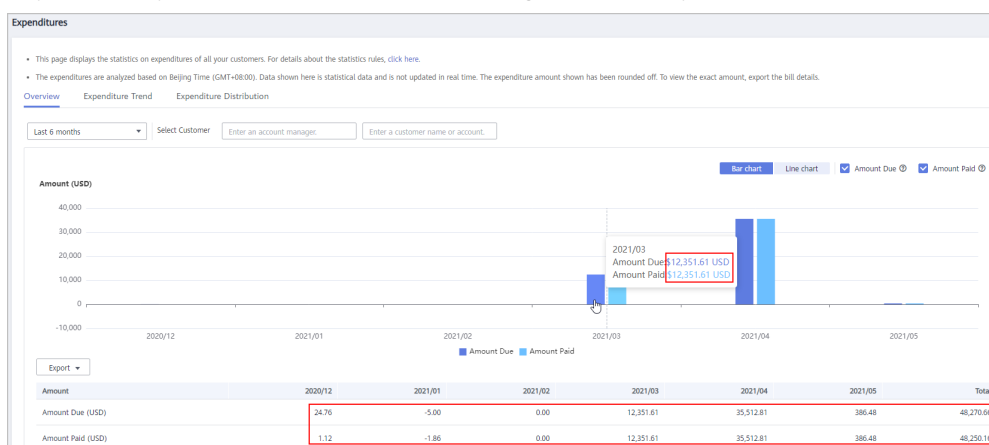 Expenditures
• This page displays the statistics on expenditures of all your customers. For details about the statistics rules, click here.
• The expenditures are analyzed based on Beijing Time (GMT+08:00). Data shown here is statistical data and is not updated in real time. The expenditure amount shown has been rounded off. To view the exact amount, export the bill details.
Overview Expenditure Trend Expenditure Distribution
Last 6 months Select Customer Enter an account manager. Enter a customer name or account.
Bar chart Line chart Amount Due Amount Paid
Amount (USD)
40,000
30,000
20,000
10,000
0
-10,000
2021/03
Amount Due:$12,351.61 USD
Amount Paid:$12,351.61 USD
2020/12 2021/01 2021/02 2021/03 2021/04 2021/05
Amount Due Amount Paid
Export
Amount 2020/12 2021/01 2021/02 2021/03 2021/04 2021/05 Total
Amount Due (USD) 24.76 -5.00 0.00 12,351.61 35,512.81 386.48 48,270.66
Amount Paid (USD) 1.12 -1.86 0.00 12,351.61 35,512.81 386.48 48,250.16